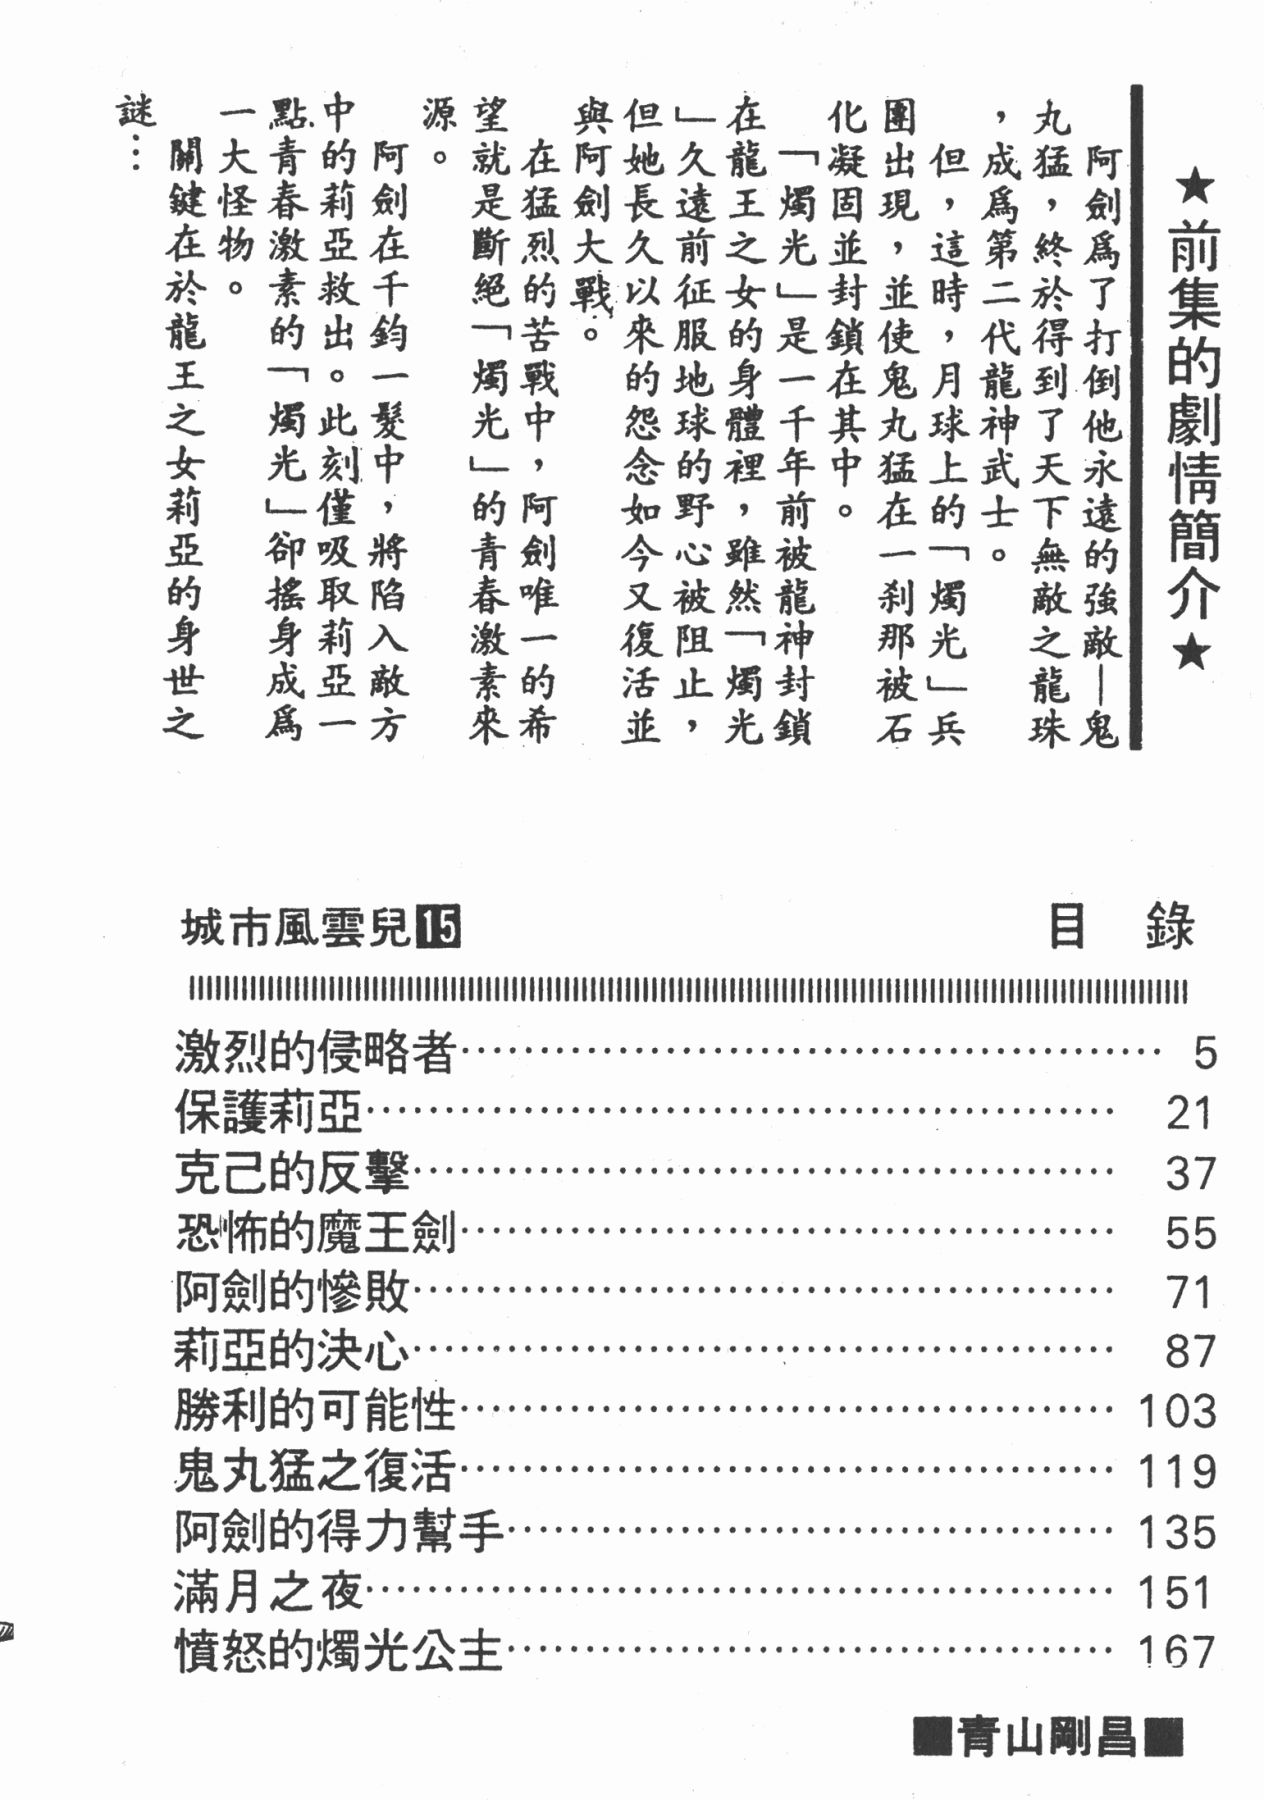 ★前集的劇情簡介★
阿劍爲了打倒他永遠的強敵—鬼
丸猛，終於得到了天下無敵之龍珠
，成爲第二代龍神武士。
但，這時，月球上的「燭光」兵
團出現，並使鬼丸猛在一刹那被石
化凝固並封鎖在其中。
「燭光」是一千年前被龍神封鎖
在龍王之女的身體裡，雖然「燭光
」久遠前征服地球的野心被阻止，
但她長久以來的怨念如今又復活並
與阿劍大戰。
在猛烈的苦戰中，阿劍唯一的希
望就是斷絕「燭光」的青春激素來
源。
阿劍在千鈞一髮中，將陷入敵方
中的莉亞救出。此刻僅吸取莉亞一
點青春激素的「燭光」卻搖身成爲
一大怪物。
關鍵在於龍王之女莉亞的身世之
謎…
城市風雲兒15 目 錄
激烈的侵略者………………………………………… 5
保護莉亞………………………………………… 21
克己的反擊………………………………………… 37
恐怖的魔王劍………………………………………… 55
阿劍的慘敗………………………………………… 71
莉亞的決心………………………………………… 87
勝利的可能性………………………………………… 103
鬼丸猛之復活………………………………………… 119
阿劍的得力幫手………………………………………… 135
滿月之夜………………………………………… 151
憤怒的燭光公主………………………………………… 167
■青山剛昌■